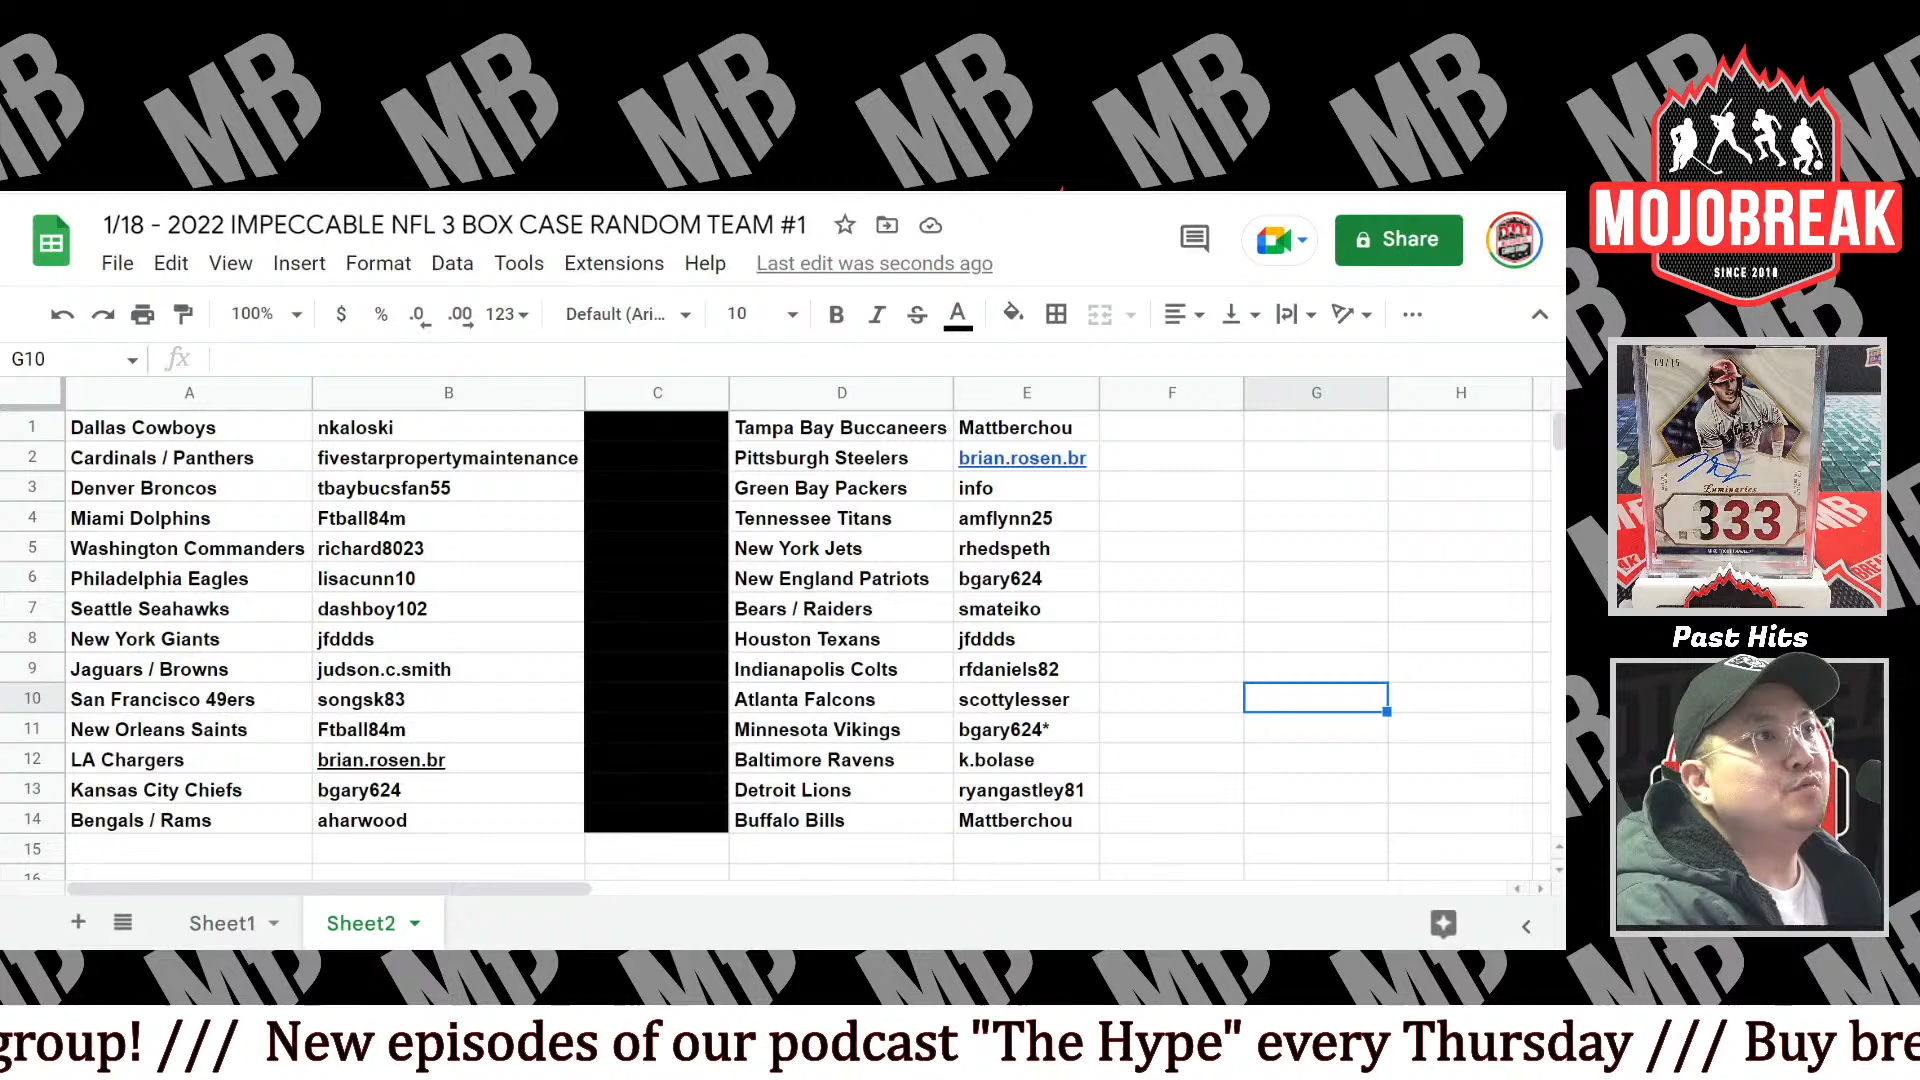 1/18 - 2022 IMPECCABLE NFL 3 BOX CASE RANDOM TEAM #1
File Edit View Insert Format Data Tools Extensions Help Last edit was seconds ago
Share
100% $ % .0 .00 123 Default (Ari... 10 B I S A
G10 fx
A B C D E F G H
1 Dallas Cowboys nkaloski Tampa Bay Buccaneers Mattberchou
2 Cardinals / Panthers fivestarpropertymaintenance Pittsburgh Steelers brian.rosen.br
3 Denver Broncos tbaybucsfan55 Green Bay Packers info
4 Miami Dolphins Ftball84m Tennessee Titans amflynn25
5 Washington Commanders richard8023 New York Jets rhedspeth
6 Philadelphia Eagles lisacunn10 New England Patriots bgary624
7 Seattle Seahawks dashboy102 Bears / Raiders smateiko
8 New York Giants jfddds Houston Texans jfddds
9 Jaguars / Browns judson.c.smith Indianapolis Colts rfdaniels82
10 San Francisco 49ers songsk83 Atlanta Falcons scottylesser
11 New Orleans Saints Ftball84m Minnesota Vikings bgary624*
12 LA Chargers brian.rosen.br Baltimore Ravens k.bolase
13 Kansas City Chiefs bgary624 Detroit Lions ryangastley81
14 Bengals / Rams aharwood Buffalo Bills Mattberchou
15
16
Sheet1 Sheet2
MOJOBREAK
SINCE 2018
Luminaries
333
Past Hits
group! /// New episodes of our podcast "The Hype" every Thursday /// Buy bre